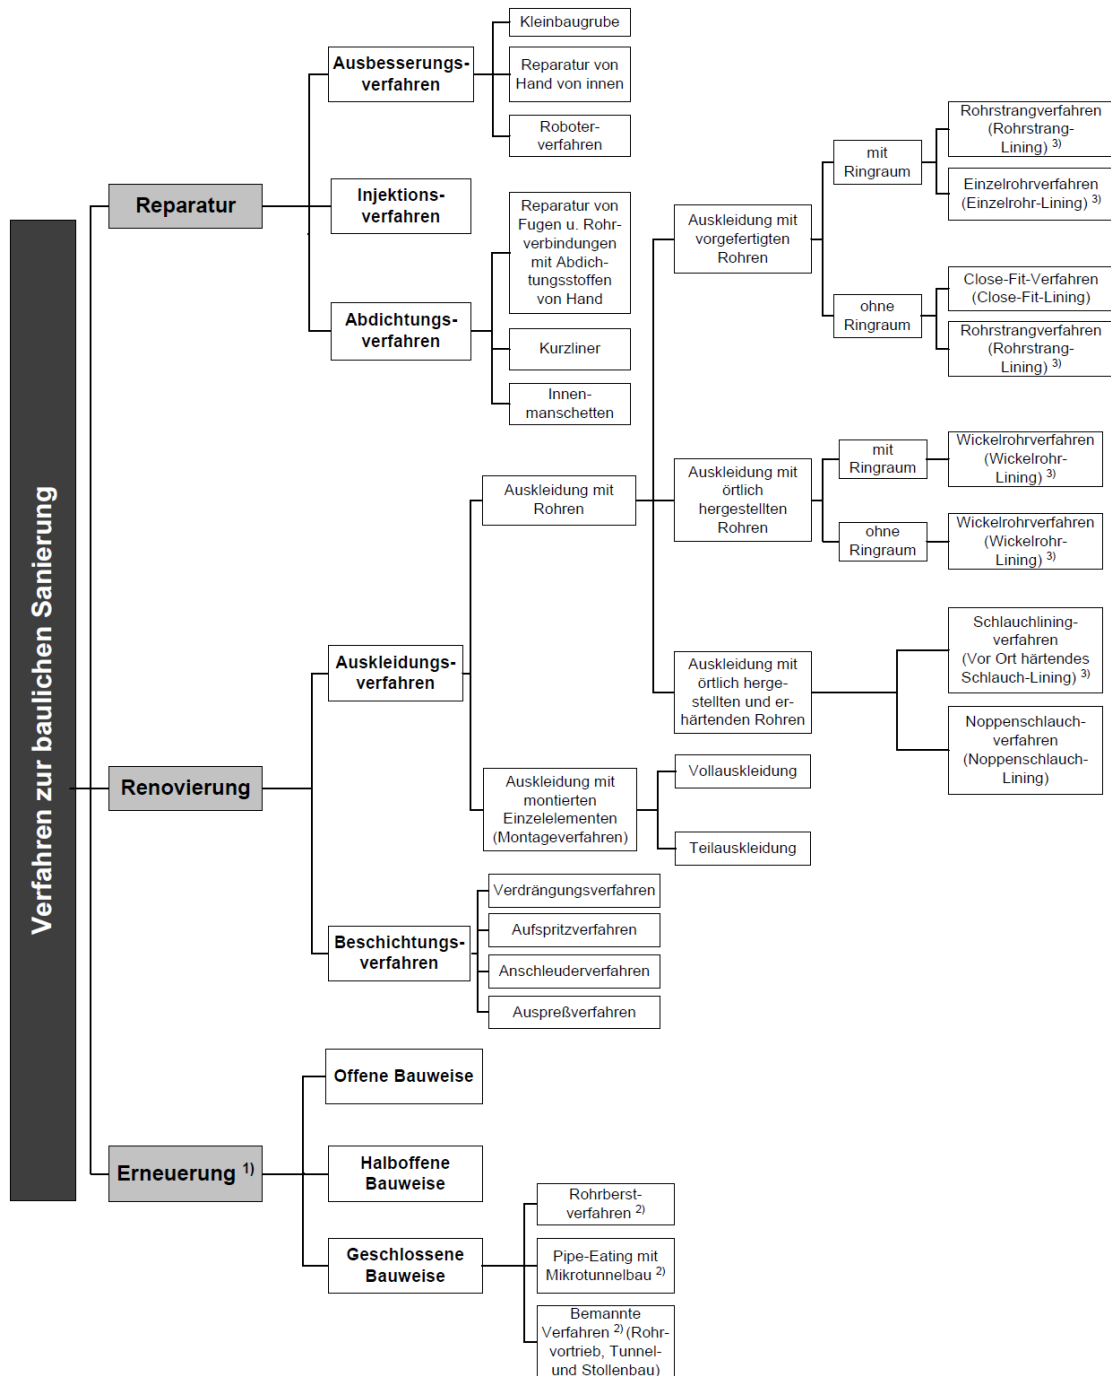 Verfahren zur baulichen Sanierung
Reparatur
Ausbesserungs-
verfahren
Kleinbaugrube
Reparatur von
Hand von innen
Roboter-
verfahren
Injektions-
verfahren
Abdichtungs-
verfahren
Reparatur von
Fugen u. Rohr-
verbindungen
mit Abdich-
tungsstoffen
von Hand
Kurzliner
Innen-
manschetten
Renovierung
Auskleidungs-
verfahren
Auskleidung mit
Rohren
Auskleidung mit
vorgefertigten
Rohren
mit
Ringraum
Rohrstrangverfahren
(Rohrstrang-
Lining) 3)
Einzelrohrverfahren
(Einzelrohr-Lining) 3)
ohne
Ringraum
Close-Fit-Verfahren
(Close-Fit-Lining)
Rohrstrangverfahren
(Rohrstrang-
Lining) 3)
Auskleidung mit
örtlich
hergestellten
Rohren
mit
Ringraum
Wickelrohrverfahren
(Wickelrohr-
Lining) 3)
ohne
Ringraum
Wickelrohrverfahren
(Wickelrohr-
Lining) 3)
Auskleidung mit
örtlich herge-
stellten und er-
härtenden Rohren
Schlauchlining-
verfahren
(Vor Ort härtendes
Schlauch-Lining) 3)
Noppenschlauch-
verfahren
(Noppenschlauch-
Lining)
Auskleidung mit
montierten
Einzelelementen
(Montageverfahren)
Vollauskleidung
Teilauskleidung
Beschichtungs-
verfahren
Verdrängungsverfahren
Aufspritzverfahren
Anschleuderverfahren
Auspreßverfahren
Erneuerung 1)
Offene Bauweise
Halboffene
Bauweise
Geschlossene
Bauweise
Rohrberst-
verfahren 2)
Pipe-Eating mit
Mikrotunnelbau 2)
Bemannte
Verfahren 2) (Rohr-
vortrieb, Tunnel-
und Stollenbau)